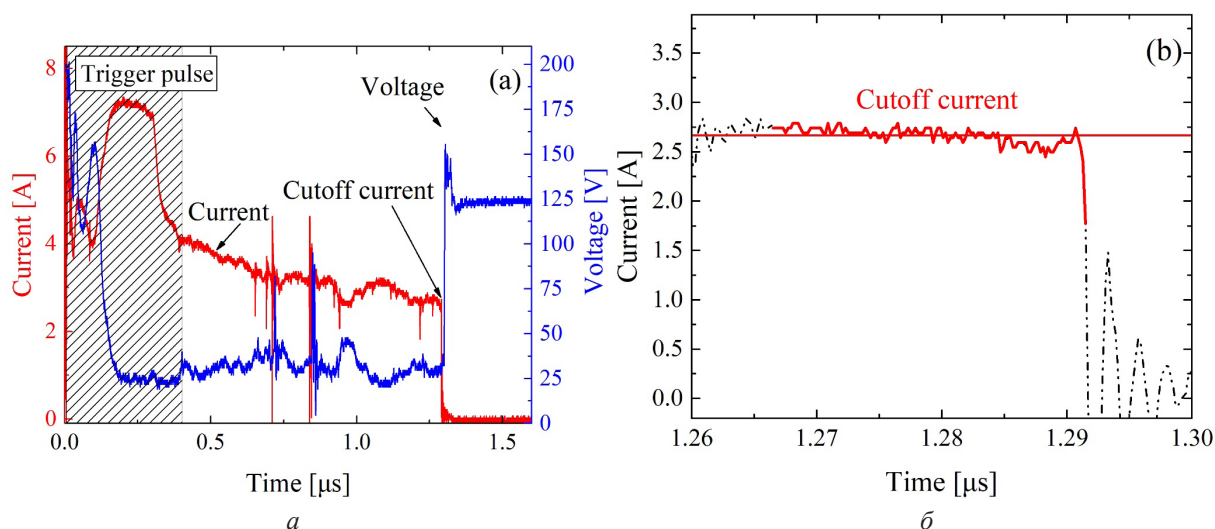 Trigger pulse
(a)
Voltage
Current
Cutoff current
8
6
4
2
0
Current [A]
200
175
150
125
100
75
50
25
0
Voltage [V]
0.0 0.5 1.0 1.5
Time [μs]
а
(b)
Cutoff current
3.5
3.0
2.5
2.0
1.5
1.0
0.5
0.0
Current [A]
1.26 1.27 1.28 1.29 1.30
Time [μs]
б